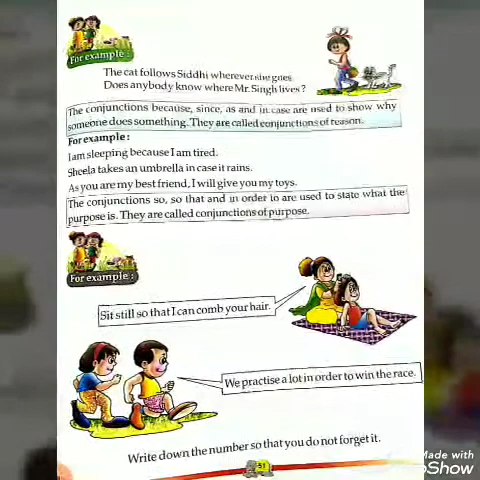 For example :
The cat follows Siddhi wherever she goes.
Does anybody know where Mr. Singh lives?
The conjunctions because, since, as and in case are used to show why
someone does something. They are called conjunctions of reason.
For example :
I am sleeping because I am tired.
Sheela takes an umbrella in case it rains.
As you are my best friend, I will give you my toys.
The conjunctions so, so that and in order to are used to state what the
purpose is. They are called conjunctions of purpose.
For example :
Sit still so that I can comb your hair.
We practise a lot in order to win the race.
Write down the number so that you do not forget it.
51
Made with
Show